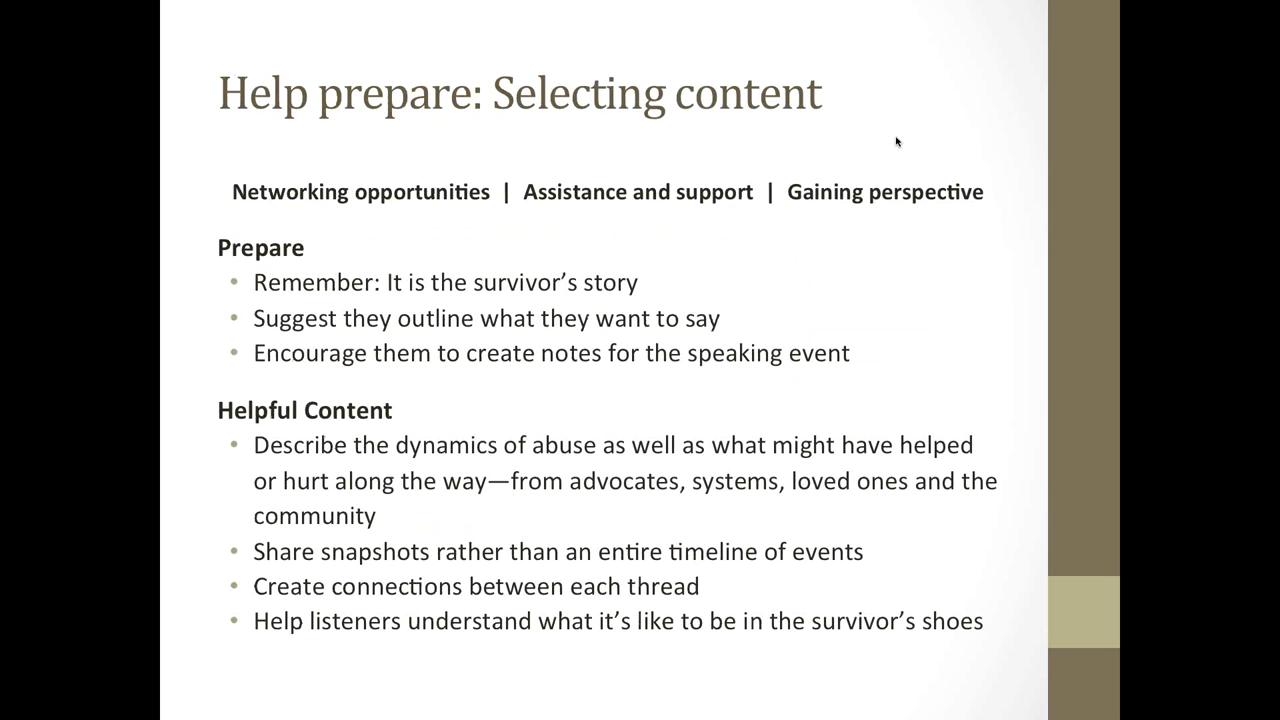 Help prepare: Selecting content
Networking opportunities | Assistance and support | Gaining perspective
Prepare
• Remember: It is the survivor’s story
• Suggest they outline what they want to say
• Encourage them to create notes for the speaking event
Helpful Content
• Describe the dynamics of abuse as well as what might have helped
or hurt along the way—from advocates, systems, loved ones and the
community
• Share snapshots rather than an entire timeline of events
• Create connections between each thread
• Help listeners understand what it’s like to be in the survivor’s shoes